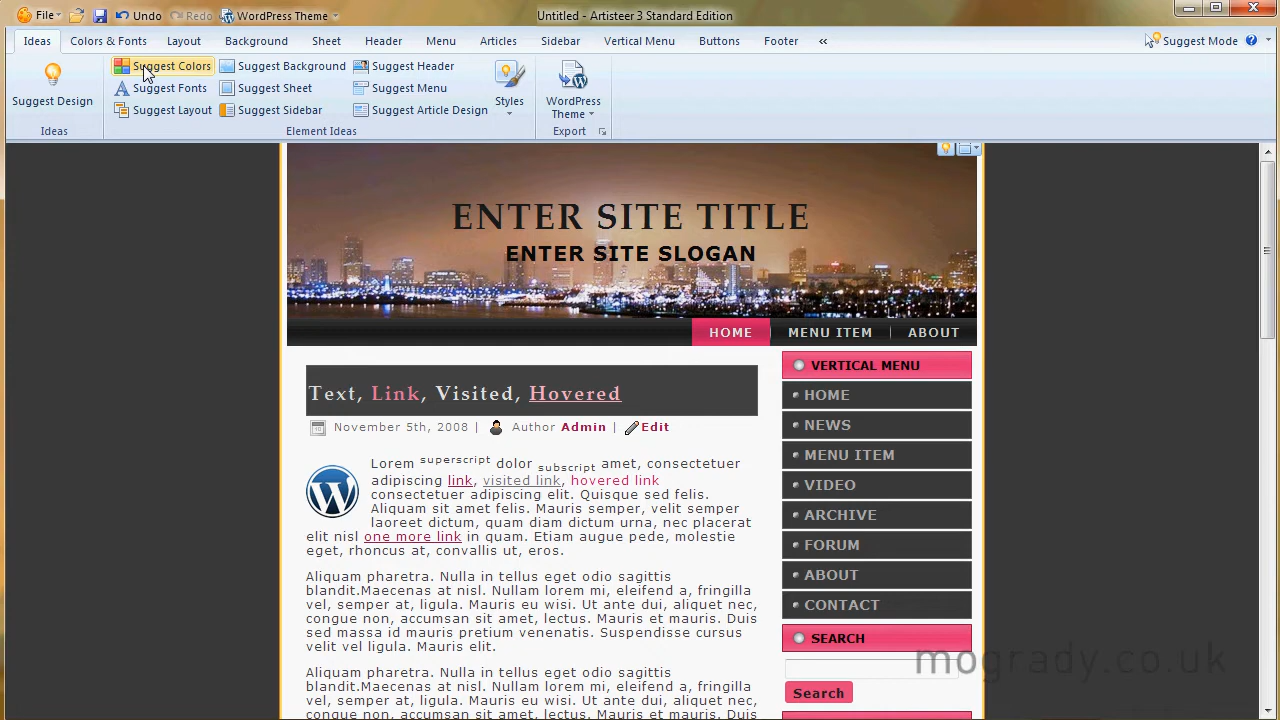 File Undo Redo WordPress Theme Untitled - Artisteer 3 Standard Edition
Ideas Colors & Fonts Layout Background Sheet Header Menu Articles Sidebar Vertical Menu Buttons Footer « Suggest Mode
Suggest Design
Suggest Colors Suggest Background Suggest Header
Suggest Fonts Suggest Sheet Suggest Menu
Suggest Layout Suggest Sidebar Suggest Article Design
Styles
WordPress
Theme
Ideas Element Ideas Export
ENTER SITE TITLE
ENTER SITE SLOGAN
HOME MENU ITEM ABOUT
Text, Link, Visited, Hovered
November 5th, 2008 | Author Admin | Edit
Lorem superscript dolor subscript amet, consectetuer
adipiscing link, visited link, hovered link
consectetuer adipiscing elit. Quisque sed felis.
Aliquam sit amet felis. Mauris semper, velit semper
laoreet dictum, quam diam dictum urna, nec placerat
elit nisl one more link in quam. Etiam augue pede, molestie
eget, rhoncus at, convallis ut, eros.
Aliquam pharetra. Nulla in tellus eget odio sagittis
blandit.Maecenas at nisl. Nullam lorem mi, eleifend a, fringilla
vel, semper at, ligula. Mauris eu wisi. Ut ante dui, aliquet nec,
congue non, accumsan sit amet, lectus. Mauris et mauris. Duis
sed massa id mauris pretium venenatis. Suspendisse cursus
velit vel ligula. Mauris elit.
Aliquam pharetra. Nulla in tellus eget odio sagittis
blandit.Maecenas at nisl. Nullam lorem mi, eleifend a, fringilla
vel, semper at, ligula. Mauris eu wisi. Ut ante dui, aliquet nec,
congue non, accumsan sit amet, lectus. Mauris et mauris. Duis
VERTICAL MENU
HOME
NEWS
MENU ITEM
VIDEO
ARCHIVE
FORUM
ABOUT
CONTACT
SEARCH
Search
mogrady.co.uk